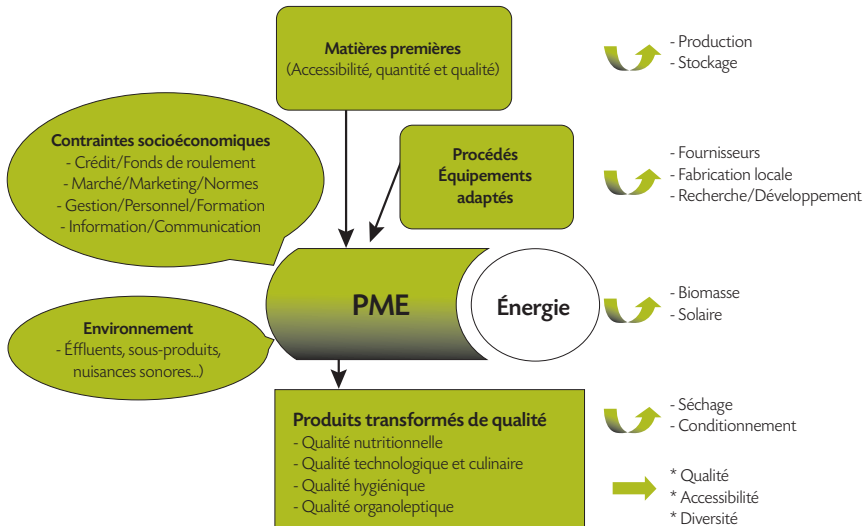 Matières premières
(Accessibilité, quantité et qualité)
- Production
- Stockage
Contraintes socioéconomiques
- Crédit/Fonds de roulement
- Marché/Marketing/Normes
- Gestion/Personnel/Formation
- Information/Communication
Procédés
Équipements
adaptés
- Fournisseurs
- Fabrication locale
- Recherche/Développement
PME
Énergie
- Biomasse
- Solaire
Environnement
- Éffluents, sous-produits,
nuisances sonores...)
Produits transformés de qualité
- Qualité nutritionnelle
- Qualité technologique et culinaire
- Qualité hygiénique
- Qualité organoleptique
- Séchage
- Conditionnement
* Qualité
* Accessibilité
* Diversité